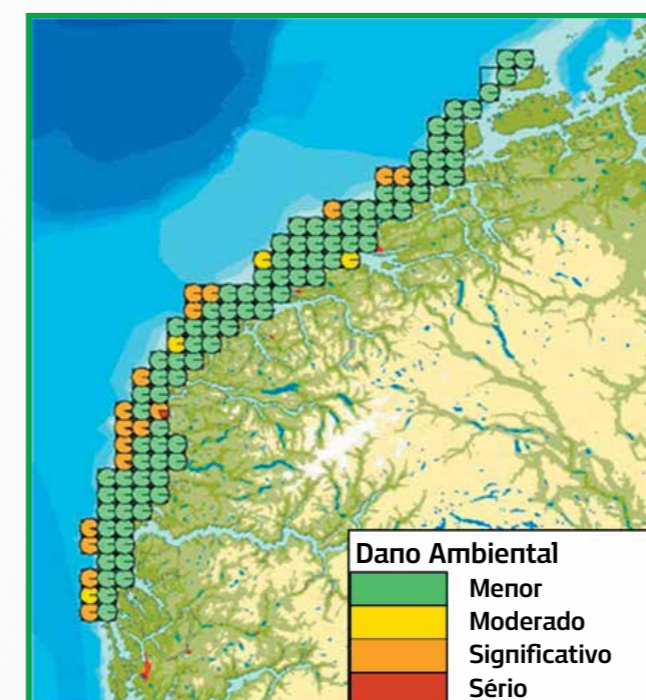 Dano Ambiental
Menor
Moderado
Significativo
Sério